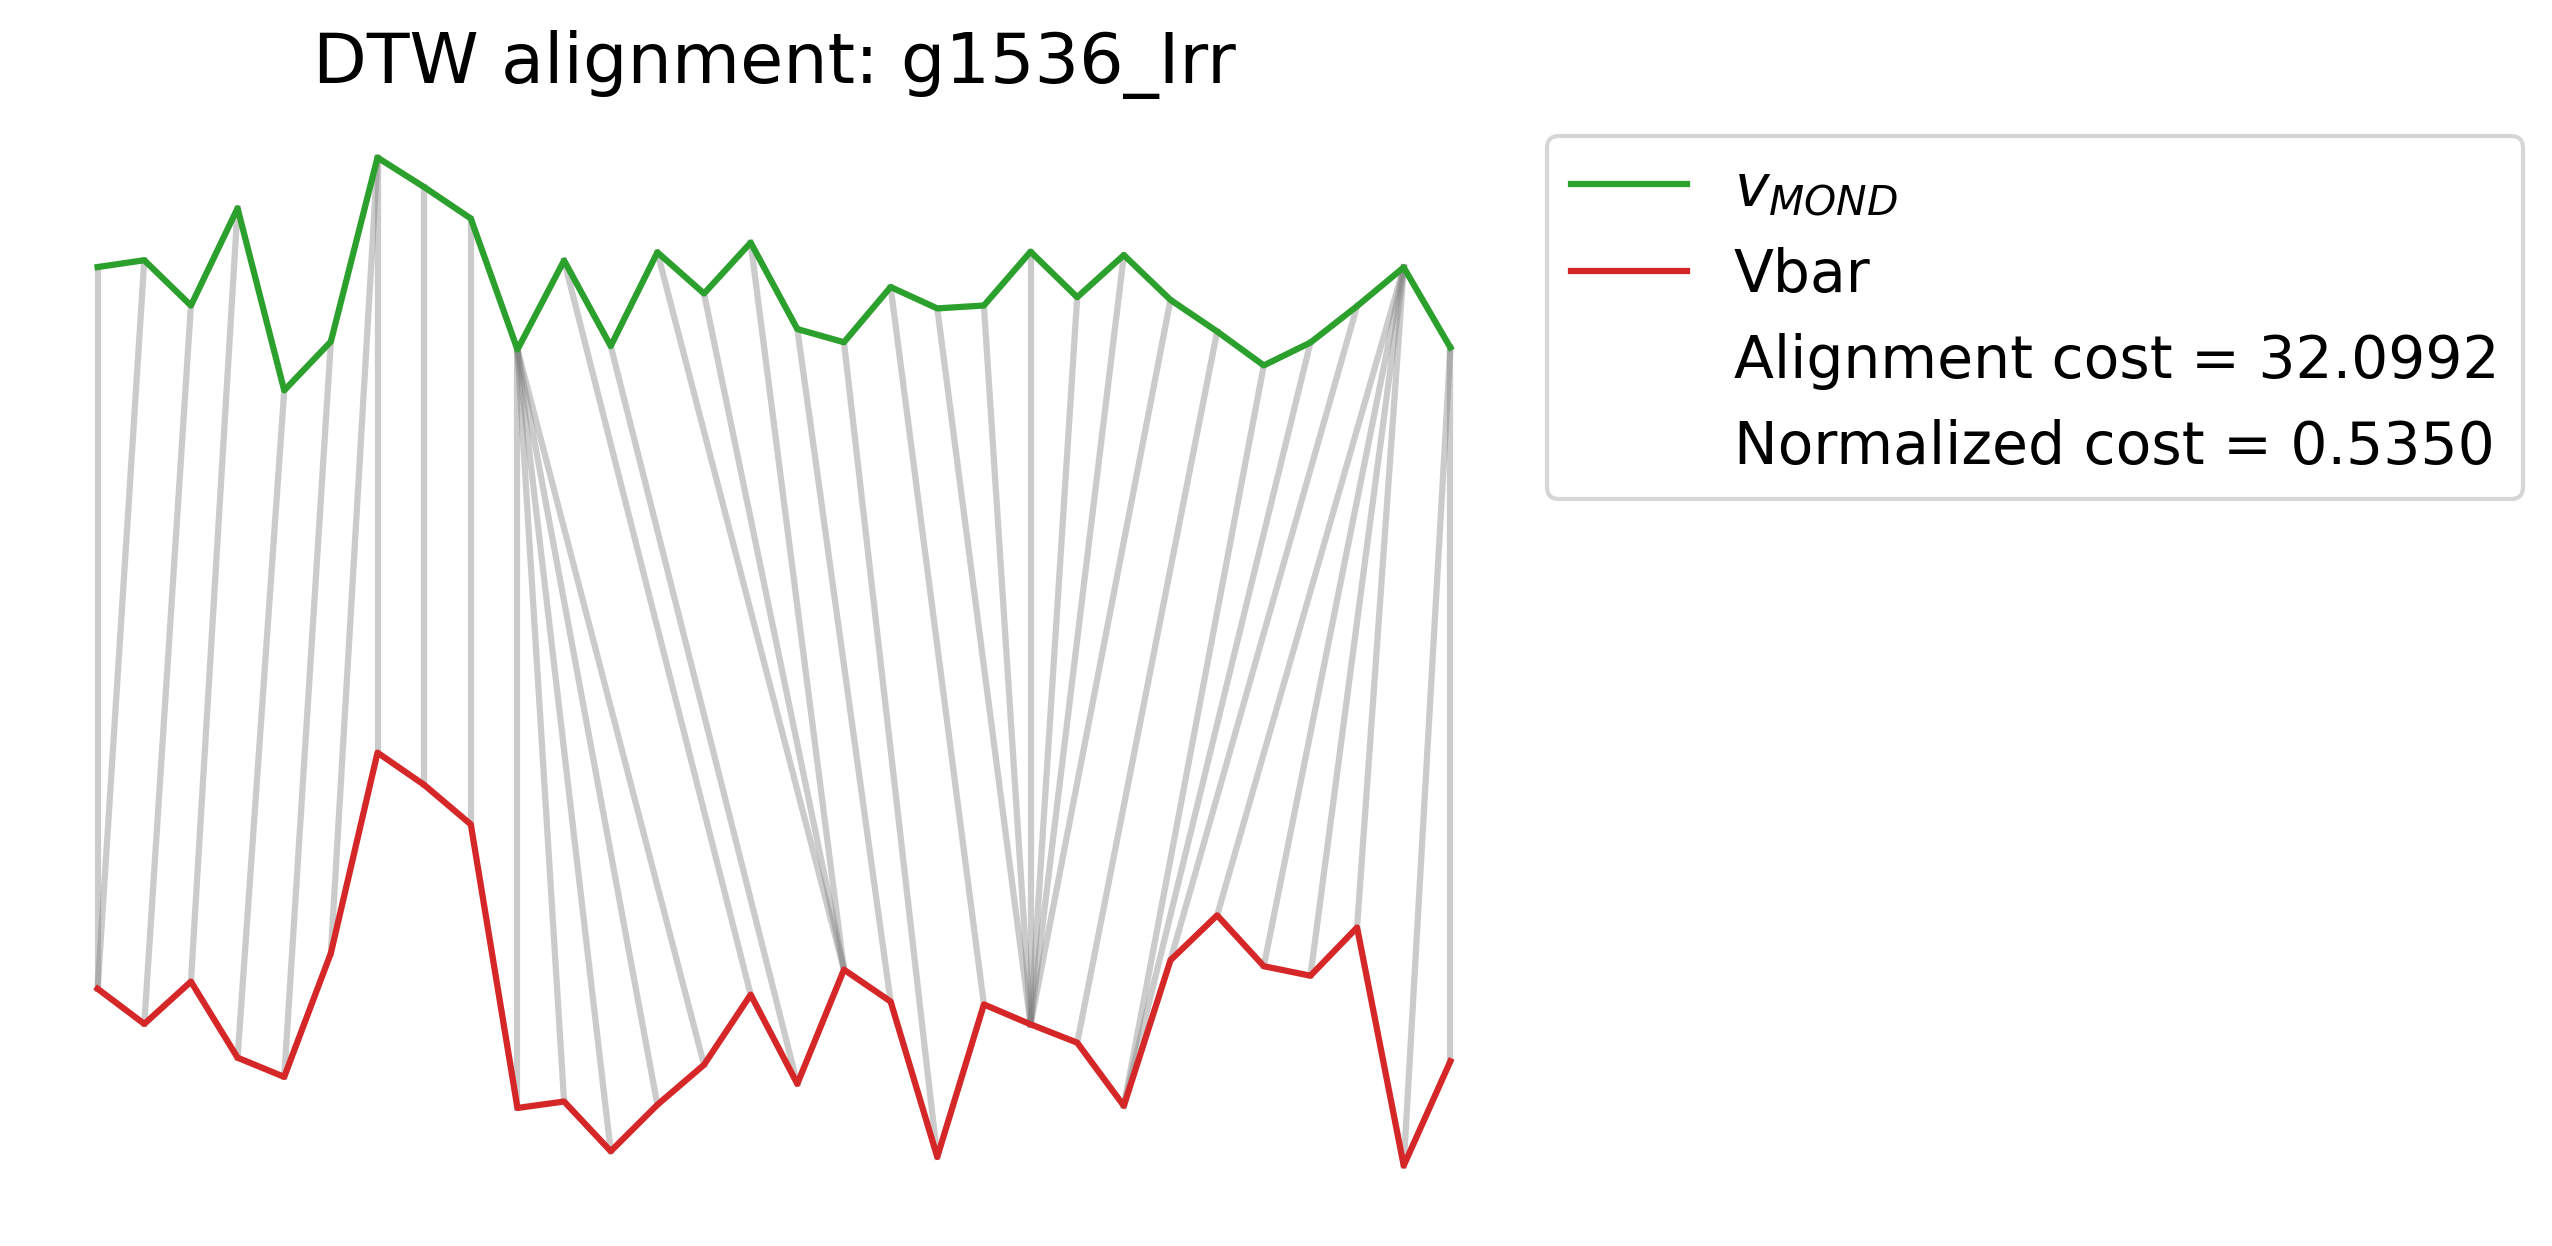 DTW alignment: g1536_Irr
v_MOND
Vbar
Alignment cost = 32.0992
Normalized cost = 0.5350